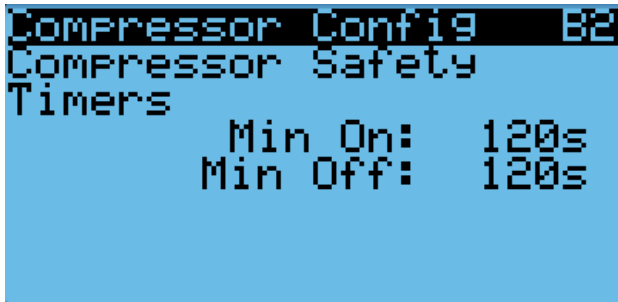 Compressor Config B2
Compressor Safety
Timers
Min On: 120s
Min Off: 120s